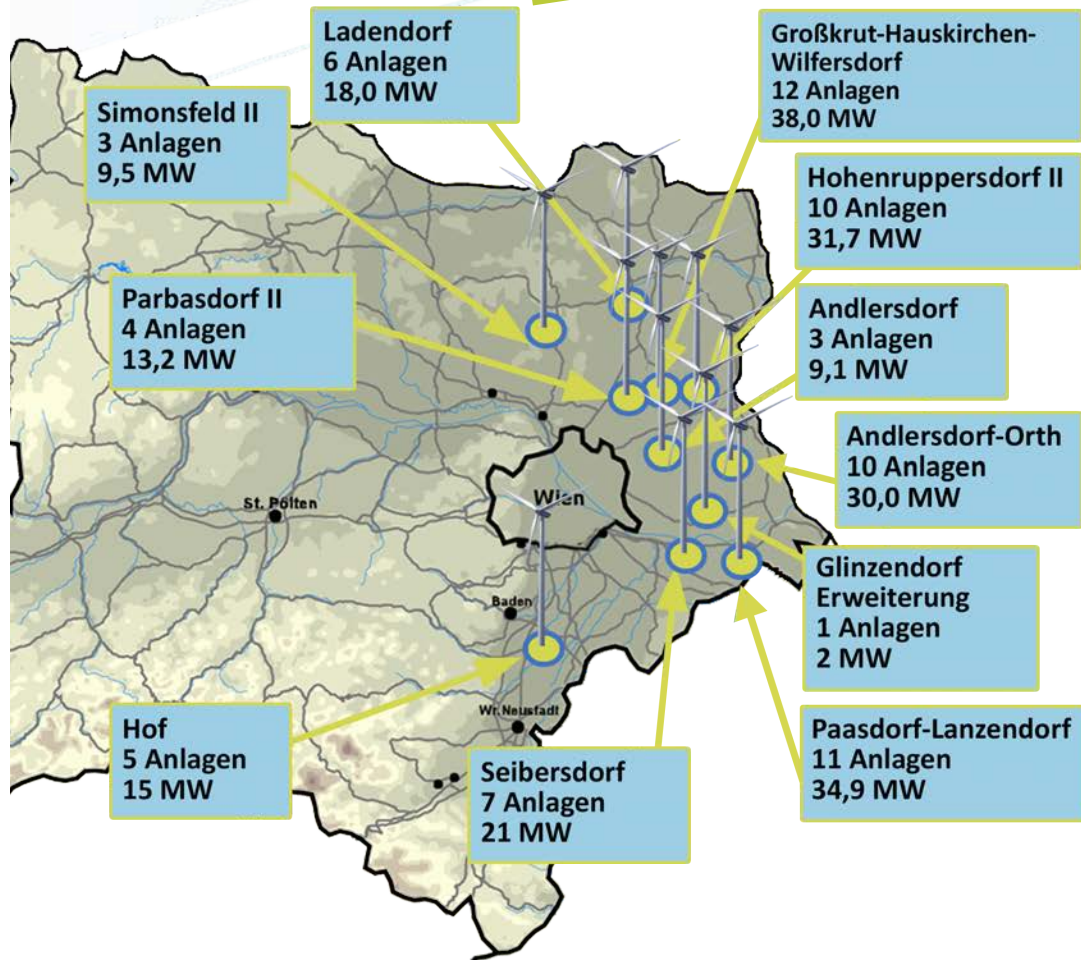 Ladendorf
6 Anlagen
18,0 MW
Großkrut-Hauskirchen-
Wilfersdorf
12 Anlagen
38,0 MW
Simonsfeld II
3 Anlagen
9,5 MW
Hohenruppersdorf II
10 Anlagen
31,7 MW
Parbasdorf II
4 Anlagen
13,2 MW
Andlersdorf
3 Anlagen
9,1 MW
Andlersdorf-Orth
10 Anlagen
30,0 MW
Wien
St. Pölten
Glinzendorf
Erweiterung
1 Anlagen
2 MW
Baden
Wr. Neustadt
Hof
5 Anlagen
15 MW
Seibersdorf
7 Anlagen
21 MW
Paasdorf-Lanzendorf
11 Anlagen
34,9 MW